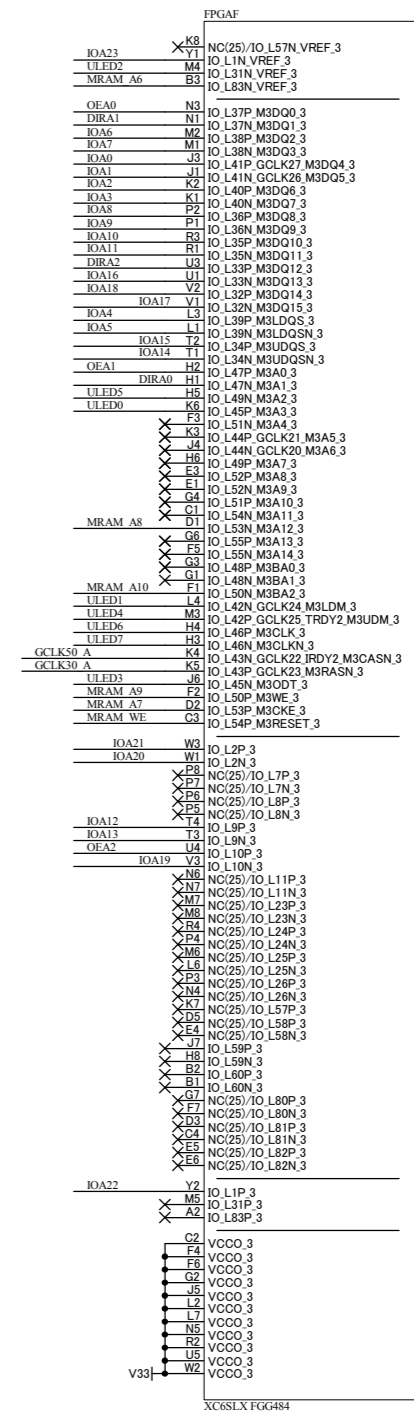 FPGAF
K8 NC(25)/IO_L57N_VREF_3
IOA23 Y1 IO_L1N_VREF_3
ULED2 M4 IO_L31N_VREF_3
MRAM_A6 B3 IO_L83N_VREF_3
OEA0 N3 IO_L37P_M3DQ0_3
DIRA1 N1 IO_L37N_M3DQ1_3
IOA6 M2 IO_L38P_M3DQ2_3
IOA7 M1 IO_L38N_M3DQ3_3
IOA0 J3 IO_L41P_GCLK27_M3DQ4_3
IOA1 J1 IO_L41N_GCLK26_M3DQ5_3
IOA2 K2 IO_L40P_M3DQ6_3
IOA3 K1 IO_L40N_M3DQ7_3
IOA8 P2 IO_L36P_M3DQ8_3
IOA9 P1 IO_L36N_M3DQ9_3
IOA10 R3 IO_L35P_M3DQ10_3
IOA11 R1 IO_L35N_M3DQ11_3
DIRA2 U3 IO_L33P_M3DQ12_3
IOA16 U1 IO_L33N_M3DQ13_3
IOA18 V2 IO_L32P_M3DQ14_3
IOA17 V1 IO_L32N_M3DQ15_3
IOA4 L3 IO_L39P_M3LDQS_3
IOA5 L1 IO_L39N_M3LDQSN_3
IOA15 T2 IO_L34P_M3UDQS_3
IOA14 T1 IO_L34N_M3UDQSN_3
OEA1 H2 IO_L47P_M3A0_3
DIRA0 H1 IO_L47N_M3A1_3
ULED5 H5 IO_L49N_M3A2_3
ULED0 K6 IO_L45P_M3A3_3
F3 IO_L51N_M3A4_3
K3 IO_L44P_GCLK21_M3A5_3
J4 IO_L44N_GCLK20_M3A6_3
H6 IO_L49P_M3A7_3
E3 IO_L52P_M3A8_3
E1 IO_L52N_M3A9_3
G4 IO_L51P_M3A10_3
C1 IO_L54N_M3A11_3
MRAM_A8 D1 IO_L53N_M3A12_3
G6 IO_L55P_M3A13_3
F5 IO_L55N_M3A14_3
G3 IO_L48P_M3BA0_3
G1 IO_L48N_M3BA1_3
MRAM_A10 F1 IO_L50N_M3BA2_3
ULED1 L4 IO_L42N_GCLK24_M3LDM_3
ULED4 M3 IO_L42P_GCLK25_TRDY2_M3UDM_3
ULED6 H4 IO_L46P_M3CLK_3
ULED7 H3 IO_L46N_M3CLKN_3
GCLK50_A K4 IO_L43N_GCLK22_IRDY2_M3CASN_3
GCLK30_A K5 IO_L43P_GCLK23_M3RASN_3
ULED3 J6 IO_L45N_M3ODT_3
MRAM_A9 F2 IO_L50P_M3WE_3
MRAM_A7 D2 IO_L53P_M3CKE_3
MRAM_WE C3 IO_L54P_M3RESET_3
IOA21 W3 IO_L2P_3
IOA20 W1 IO_L2N_3
P8 NC(25)/IO_L7P_3
P7 NC(25)/IO_L7N_3
P6 NC(25)/IO_L8P_3
P5 NC(25)/IO_L8N_3
IOA12 T4 IO_L9P_3
IOA13 T3 IO_L9N_3
OEA2 U4 IO_L10P_3
IOA19 V3 IO_L10N_3
N6 NC(25)/IO_L11P_3
N7 NC(25)/IO_L11N_3
M7 NC(25)/IO_L23P_3
M8 NC(25)/IO_L23N_3
R4 NC(25)/IO_L24P_3
P4 NC(25)/IO_L24N_3
M6 NC(25)/IO_L25P_3
L6 NC(25)/IO_L25N_3
P3 NC(25)/IO_L26P_3
N4 NC(25)/IO_L26N_3
K7 NC(25)/IO_L57P_3
D5 NC(25)/IO_L58P_3
E4 NC(25)/IO_L58N_3
J7 IO_L59P_3
H8 IO_L59N_3
B2 IO_L60P_3
B1 IO_L60N_3
G7 NC(25)/IO_L80P_3
F7 NC(25)/IO_L80N_3
D3 NC(25)/IO_L81P_3
C4 NC(25)/IO_L81N_3
E5 NC(25)/IO_L82P_3
E6 NC(25)/IO_L82N_3
IOA22 Y2 IO_L1P_3
M5 IO_L31P_3
A2 IO_L83P_3
C2 VCCO_3
F4 VCCO_3
F6 VCCO_3
G2 VCCO_3
J5 VCCO_3
L2 VCCO_3
L7 VCCO_3
N5 VCCO_3
R2 VCCO_3
U5 VCCO_3
V33 W2 VCCO_3
XC6SLX FGG484